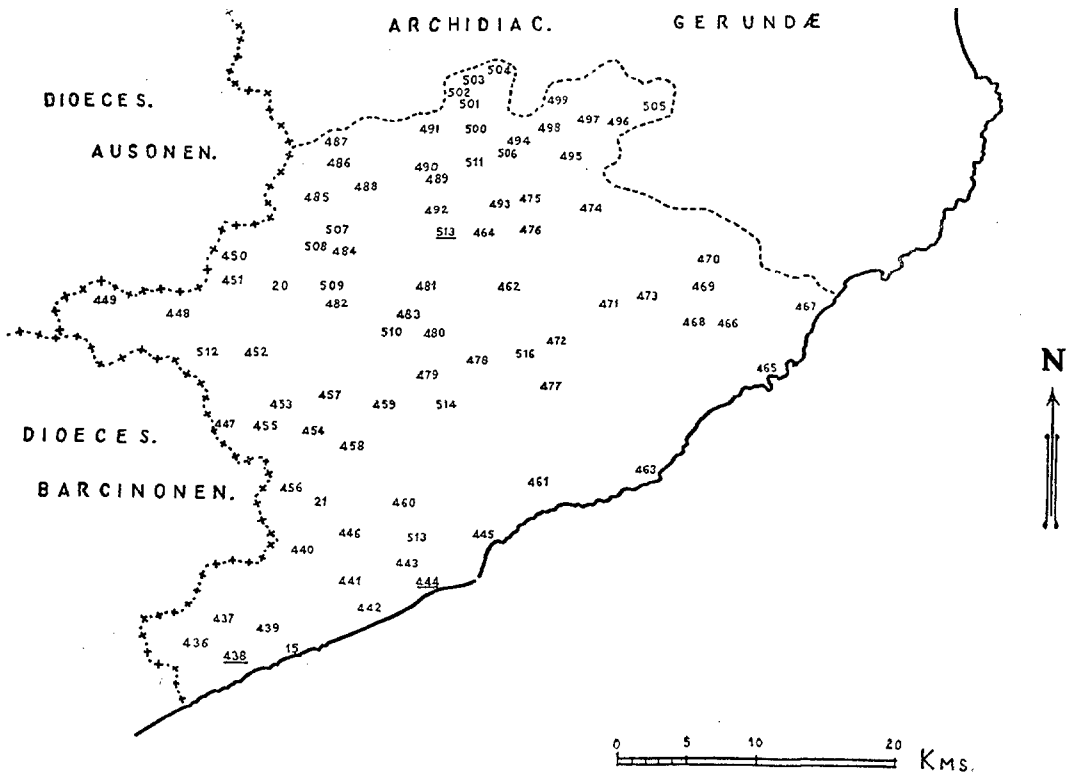 ARCHIDIAC. GERUNDÆ
504
503
DIOECES. 502 499
501 505
491 500 498 497 496
487 494
AUSONEN. 506 495
486 490 511
489
488
485 493 475
492 474
507 513 464 476
508 484
450 470
451 20 509 481 462 469
449 473
482 471 467
448 483 468 466
510 480
472
512 452 478 516
479 465
477
457
453 459 514
447 455 454
DIOECES.
458
463
BARCINONEN. 456 461
21 460
446 513 445
440
443
441 444
442
437
439
436
438 15
N
0 5 10 20 KMS.